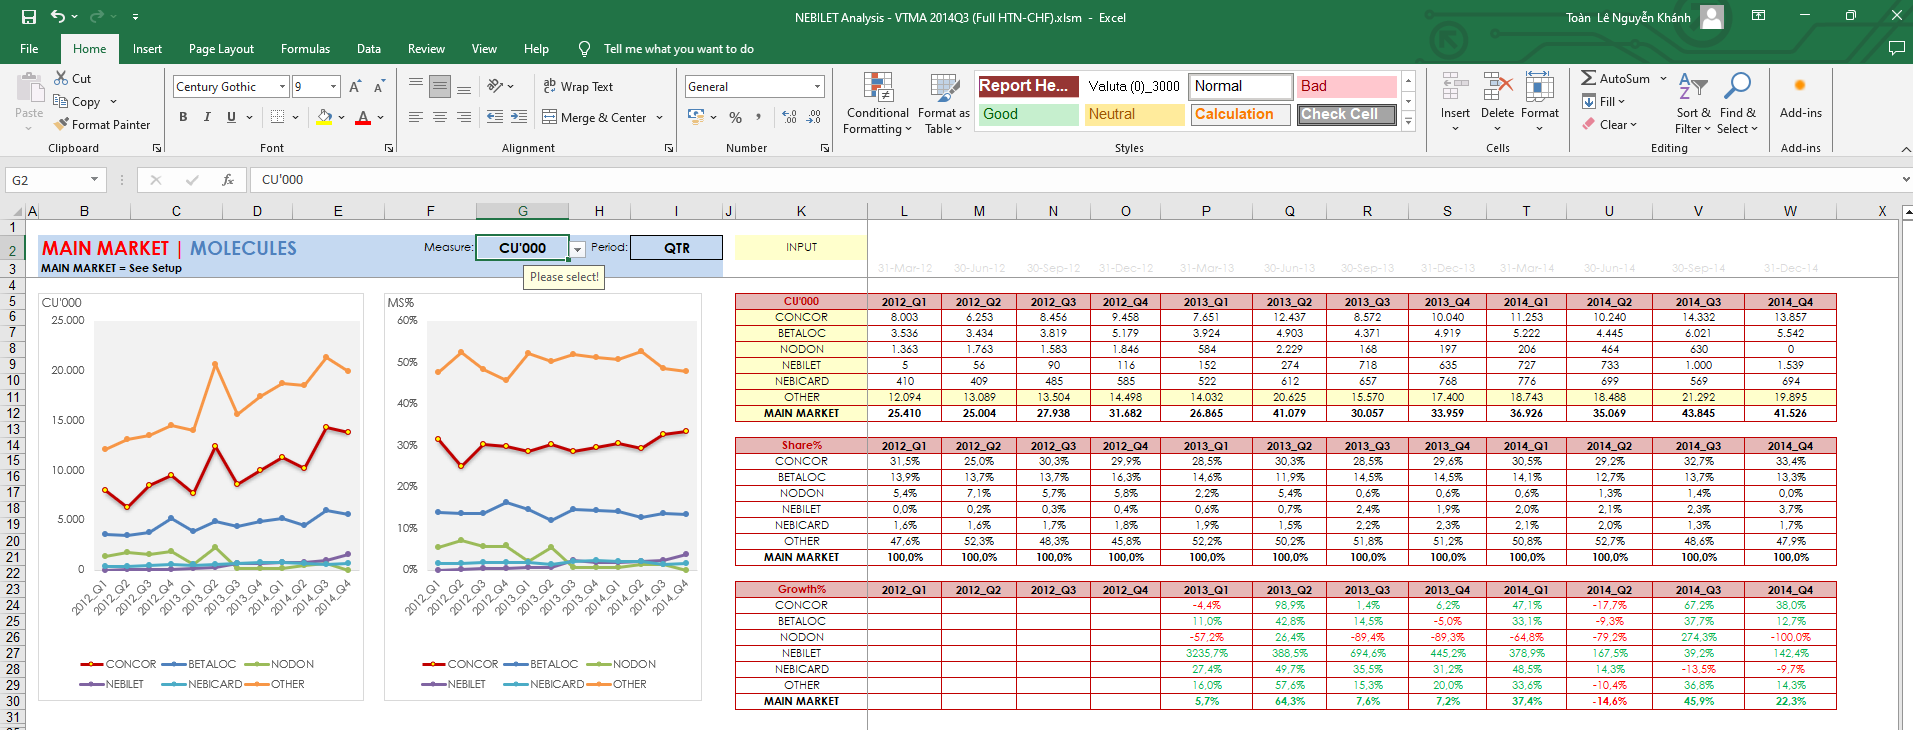 NEBILET Analysis - VTMA 2014Q3 (Full HTN-CHF).xlsm - Excel
Toàn Lê Nguyễn Khánh
File Home Insert Page Layout Formulas Data Review View Help Tell me what you want to do
Paste
Cut
Copy
Format Painter
Clipboard
Century Gothic 9
B I U
Font
Wrap Text
Merge & Center
Alignment
General
Number
Conditional Formatting
Format as Table
Report He... Valuta (0)_3000 Normal Bad
Good Neutral Calculation Check Cell
Styles
Insert Delete Format
Cells
AutoSum
Fill
Clear
Sort & Filter
Find & Select
Editing
Add-ins
Add-ins
G2 fx CU'000
A B C D E F G H I J K L M N O P Q R S T U V W X
1
2
3
4
5
6
7
8
9
10
11
12
13
14
15
16
17
18
19
20
21
22
23
24
25
26
27
28
29
30
31
MAIN MARKET | MOLECULES
MAIN MARKET = See Setup
Measure: CU'000 Period: QTR
Please select!
INPUT
31-Mar-12 30-Jun-12 30-Sep-12 31-Dec-12 31-Mar-13 30-Jun-13 30-Sep-13 31-Dec-13 31-Mar-14 30-Jun-14 30-Sep-14 31-Dec-14
CU'000
25.000
20.000
15.000
10.000
5.000
0
2012_Q1 2012_Q2 2012_Q3 2012_Q4 2013_Q1 2013_Q2 2013_Q3 2013_Q4 2014_Q1 2014_Q2 2014_Q3 2014_Q4
CONCOR BETALOC NODON
NEBILET NEBICARD OTHER
MS%
60%
50%
40%
30%
20%
10%
0%
2012_Q1 2012_Q2 2012_Q3 2012_Q4 2013_Q1 2013_Q2 2013_Q3 2013_Q4 2014_Q1 2014_Q2 2014_Q3 2014_Q4
CONCOR BETALOC NODON
NEBILET NEBICARD OTHER
CU'000 2012_Q1 2012_Q2 2012_Q3 2012_Q4 2013_Q1 2013_Q2 2013_Q3 2013_Q4 2014_Q1 2014_Q2 2014_Q3 2014_Q4
CONCOR 8.003 6.253 8.456 9.458 7.651 12.437 8.572 10.040 11.253 10.240 14.332 13.857
BETALOC 3.536 3.434 3.819 5.179 3.924 4.903 4.371 4.919 5.222 4.445 6.021 5.542
NODON 1.363 1.763 1.583 1.846 584 2.229 168 197 206 464 630 0
NEBILET 5 56 90 116 152 274 718 635 727 733 1.000 1.539
NEBICARD 410 409 485 585 522 612 657 768 776 699 569 694
OTHER 12.094 13.089 13.504 14.498 14.032 20.625 15.570 17.400 18.743 18.488 21.292 19.895
MAIN MARKET 25.410 25.004 27.938 31.682 26.865 41.079 30.057 33.959 36.926 35.069 43.845 41.526
Share% 2012_Q1 2012_Q2 2012_Q3 2012_Q4 2013_Q1 2013_Q2 2013_Q3 2013_Q4 2014_Q1 2014_Q2 2014_Q3 2014_Q4
CONCOR 31,5% 25,0% 30,3% 29,9% 28,5% 30,3% 28,5% 29,6% 30,5% 29,2% 32,7% 33,4%
BETALOC 13,9% 13,7% 13,7% 16,3% 14,6% 11,9% 14,5% 14,5% 14,1% 12,7% 13,7% 13,3%
NODON 5,4% 7,1% 5,7% 5,8% 2,2% 5,4% 0,6% 0,6% 0,6% 1,3% 1,4% 0,0%
NEBILET 0,0% 0,2% 0,3% 0,4% 0,6% 0,7% 2,4% 1,9% 2,0% 2,1% 2,3% 3,7%
NEBICARD 1,6% 1,6% 1,7% 1,8% 1,9% 1,5% 2,2% 2,3% 2,1% 2,0% 1,3% 1,7%
OTHER 47,6% 52,3% 48,3% 45,8% 52,2% 50,2% 51,8% 51,2% 50,8% 52,7% 48,6% 47,9%
MAIN MARKET 100,0% 100,0% 100,0% 100,0% 100,0% 100,0% 100,0% 100,0% 100,0% 100,0% 100,0% 100,0%
Growth% 2012_Q1 2012_Q2 2012_Q3 2012_Q4 2013_Q1 2013_Q2 2013_Q3 2013_Q4 2014_Q1 2014_Q2 2014_Q3 2014_Q4
CONCOR -4,4% 98,9% 1,4% 6,2% 47,1% -17,7% 67,2% 38,0%
BETALOC 11,0% 42,8% 14,5% -5,0% 33,1% -9,3% 37,7% 12,7%
NODON -57,2% 26,4% -89,4% -89,3% -64,8% -79,2% 274,3% -100,0%
NEBILET 3235,7% 388,5% 694,6% 445,2% 378,9% 167,5% 39,2% 142,4%
NEBICARD 27,4% 49,7% 35,5% 31,2% 48,5% 14,3% -13,5% -9,7%
OTHER 16,0% 57,6% 15,3% 20,0% 33,6% -10,4% 36,8% 14,3%
MAIN MARKET 5,7% 64,3% 7,6% 7,2% 37,4% -14,6% 45,9% 22,3%